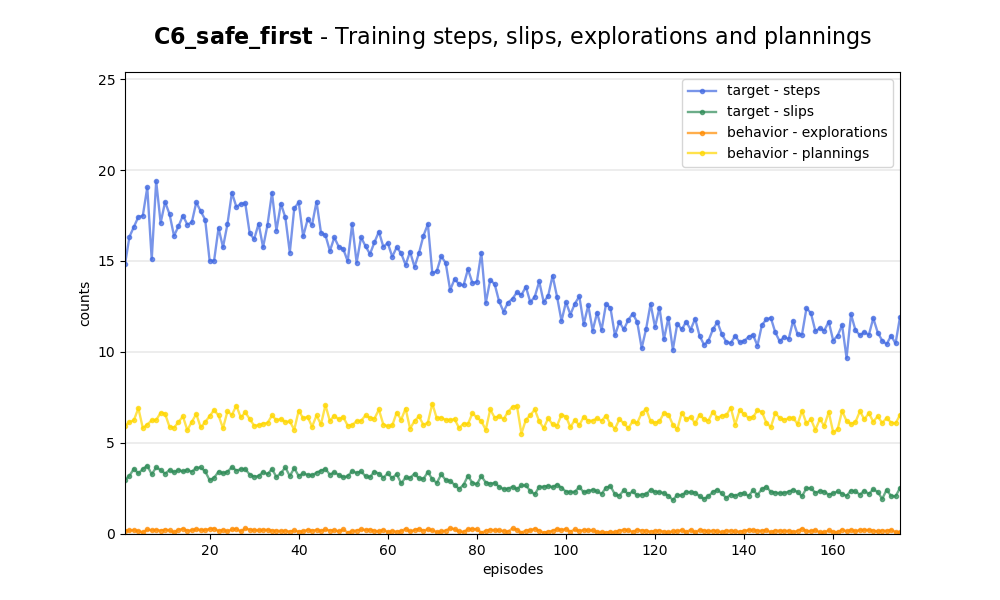 C6_safe_first - Training steps, slips, explorations and plannings
25
20
15
10
5
0
counts
target - steps
target - slips
behavior - explorations
behavior - plannings
20 40 60 80 100 120 140 160
episodes